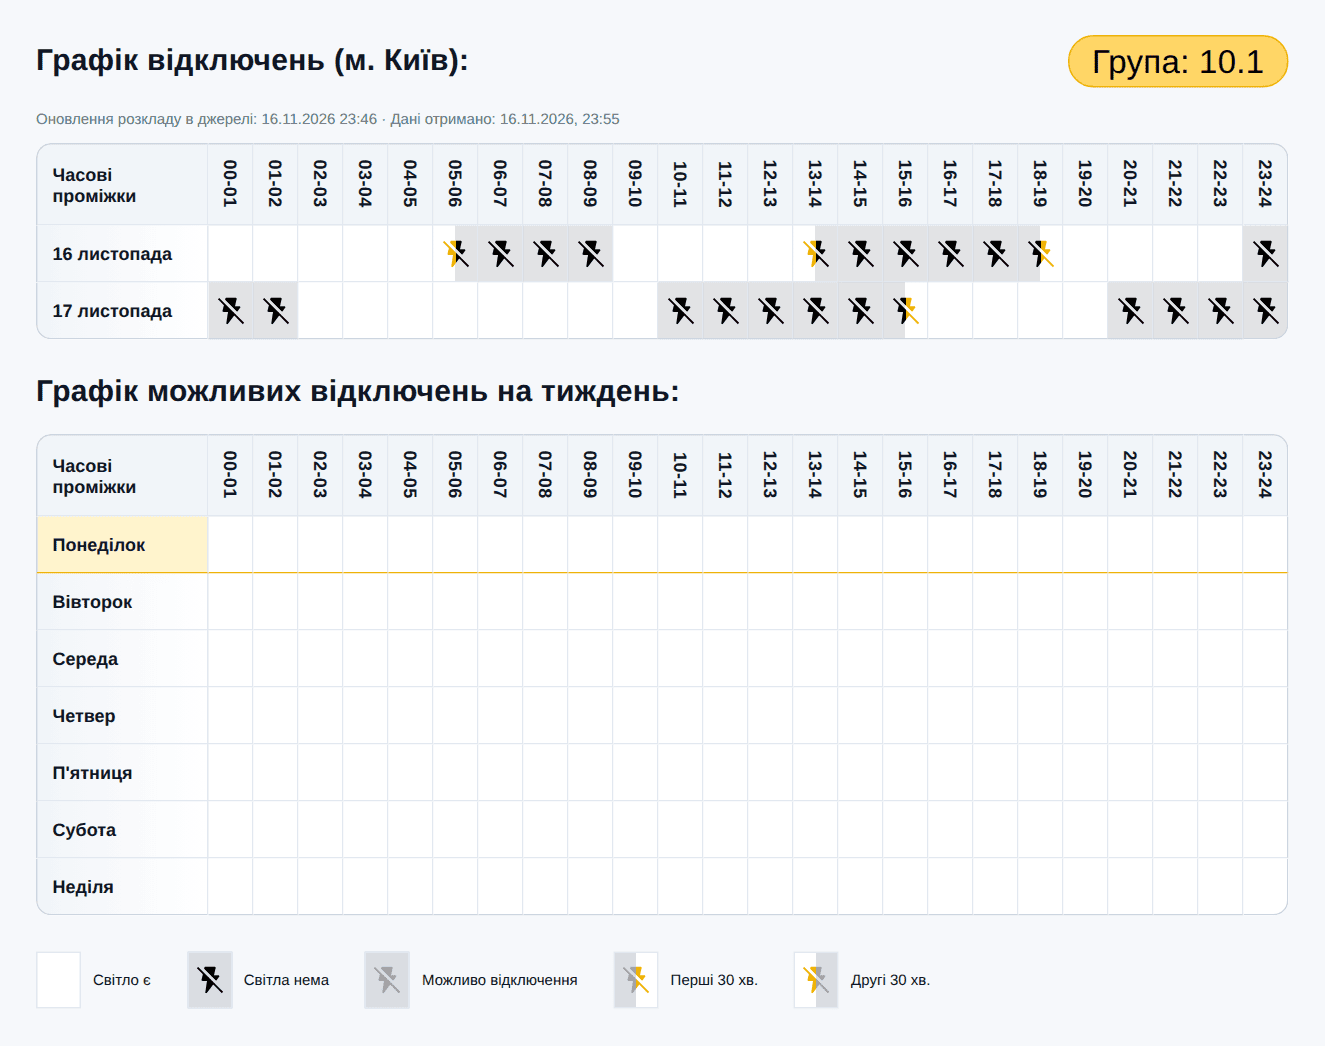 Графік відключень (м. Київ):
Група: 10.1
Оновлення розкладу в джерелі: 16.11.2026 23:46 · Дані отримано: 16.11.2026, 23:55
Часові проміжки 00-01 01-02 02-03 03-04 04-05 05-06 06-07 07-08 08-09 09-10 10-11 11-12 12-13 13-14 14-15 15-16 16-17 17-18 18-19 19-20 20-21 21-22 22-23 23-24
16 листопада
17 листопада
Графік можливих відключень на тиждень:
Часові проміжки 00-01 01-02 02-03 03-04 04-05 05-06 06-07 07-08 08-09 09-10 10-11 11-12 12-13 13-14 14-15 15-16 16-17 17-18 18-19 19-20 20-21 21-22 22-23 23-24
Понеділок
Вівторок
Середа
Четвер
П'ятниця
Субота
Неділя
Світло є Світла нема Можливо відключення Перші 30 хв. Другі 30 хв.